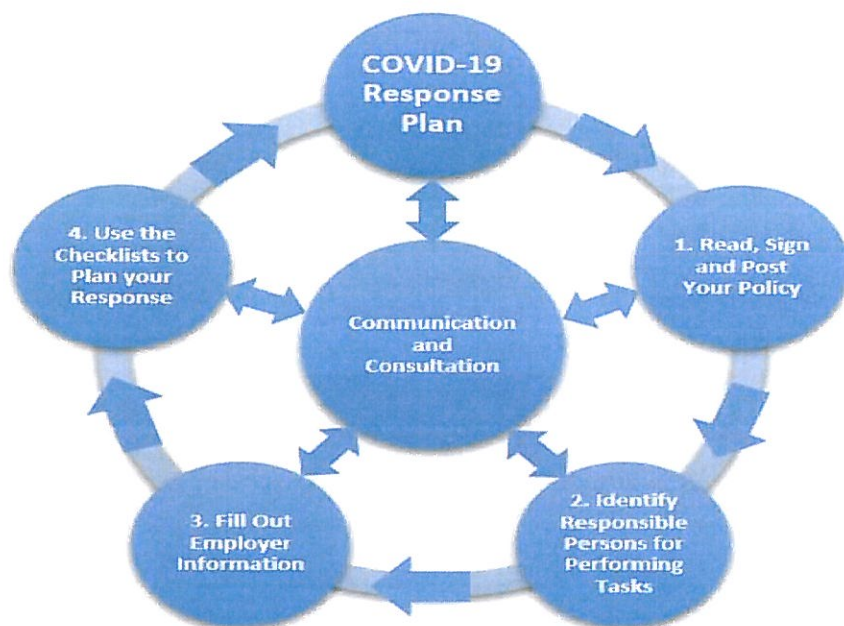 COVID-19
Response
Plan
1. Read, Sign
and Post
Your Policy
2. Identify
Responsible
Persons for
Performing
Tasks
3. Fill Out
Employer
Information
4. Use the
Checklists to
Plan your
Response
Communication
and
Consultation